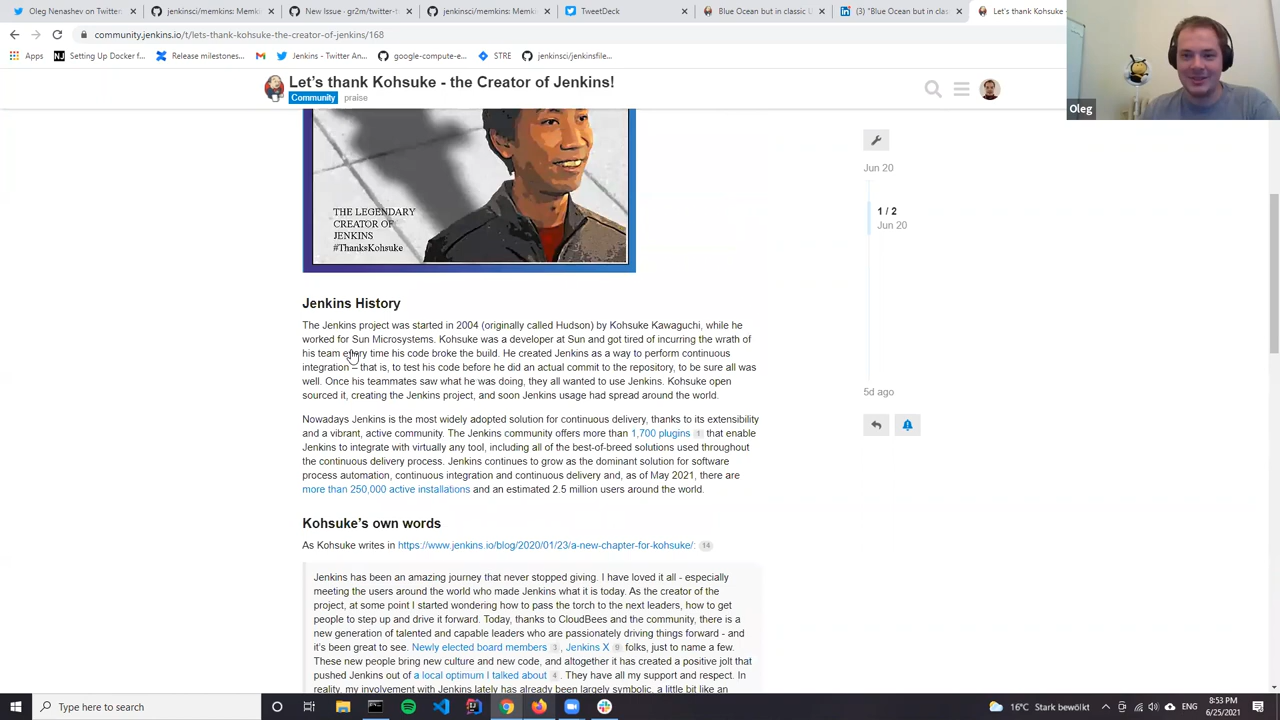 Oleg Nenashev on Twitter
jenkinsci/memkins: Memk
New Issue · gr2m/twitter-t
jenkinsci/memkins: Memk
TweetDeck
Blue Ocean but in classic U
(3) "Blue Ocean but in clas
Let's thank Kohsuke -
community.jenkins.io/t/lets-thank-kohsuke-the-creator-of-jenkins/168
Apps
Setting Up Docker f...
Release milestones...
Jenkins - Twitter An...
google-compute-e...
STRE
jenkinsci/jenkinsfile...
Let's thank Kohsuke - the Creator of Jenkins!
Community praise
Oleg
THE LEGENDARY
CREATOR OF
JENKINS
#ThanksKohsuke
Jun 20
1 / 2
Jun 20
5d ago
Jenkins History
The Jenkins project was started in 2004 (originally called Hudson) by Kohsuke Kawaguchi, while he
worked for Sun Microsystems. Kohsuke was a developer at Sun and got tired of incurring the wrath of
his team every time his code broke the build. He created Jenkins as a way to perform continuous
integration – that is, to test his code before he did an actual commit to the repository, to be sure all was
well. Once his teammates saw what he was doing, they all wanted to use Jenkins. Kohsuke open
sourced it, creating the Jenkins project, and soon Jenkins usage had spread around the world.
Nowadays Jenkins is the most widely adopted solution for continuous delivery, thanks to its extensibility
and a vibrant, active community. The Jenkins community offers more than 1,700 plugins 1 that enable
Jenkins to integrate with virtually any tool, including all of the best-of-breed solutions used throughout
the continuous delivery process. Jenkins continues to grow as the dominant solution for software
process automation, continuous integration and continuous delivery and, as of May 2021, there are
more than 250,000 active installations and an estimated 2.5 million users around the world.
Kohsuke's own words
As Kohsuke writes in https://www.jenkins.io/blog/2020/01/23/a-new-chapter-for-kohsuke/: 14
Jenkins has been an amazing journey that never stopped giving. I have loved it all - especially
meeting the users around the world who made Jenkins what it is today. As the creator of the
project, at some point I started wondering how to pass the torch to the next leaders, how to get
people to step up and drive it forward. Today, thanks to CloudBees and the community, there is a
new generation of talented and capable leaders who are passionately driving things forward - and
it's been great to see. Newly elected board members 3, Jenkins X 9 folks, just to name a few.
These new people bring new culture and new code, and altogether it has created a positive jolt that
pushed Jenkins out of a local optimum I talked about 4. They have all my support and respect. In
reality, my involvement with Jenkins lately has already been largely symbolic, a little bit like an
Type here to search
16°C Stark bewölkt
ENG
8:53 PM
6/25/2021